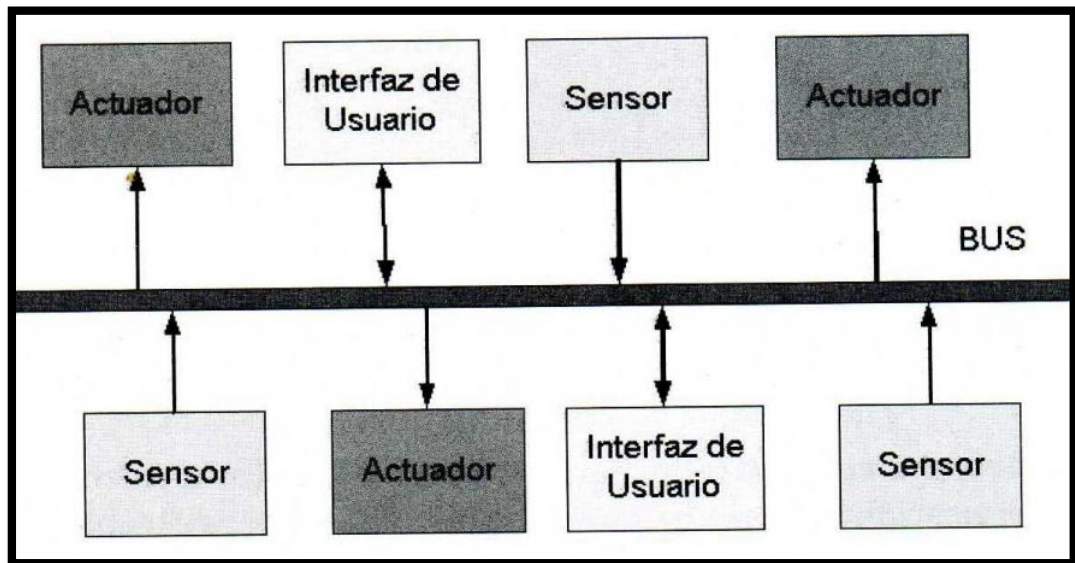 Actuador
Interfaz de
Usuario
Sensor
Actuador
BUS
Sensor
Actuador
Interfaz de
Usuario
Sensor